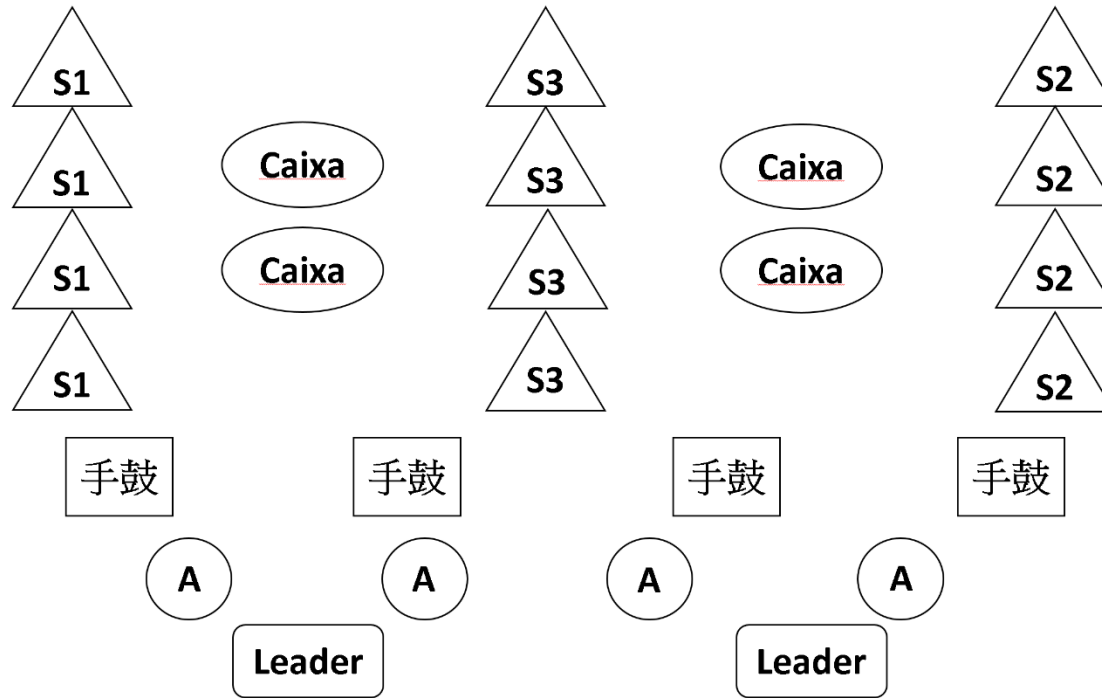 S1 S3 S2
Caixa Caixa
S1 S3 S2
Caixa Caixa
S1 S3 S2
S1 S3 S2
手鼓 手鼓 手鼓 手鼓
A A A A
Leader Leader